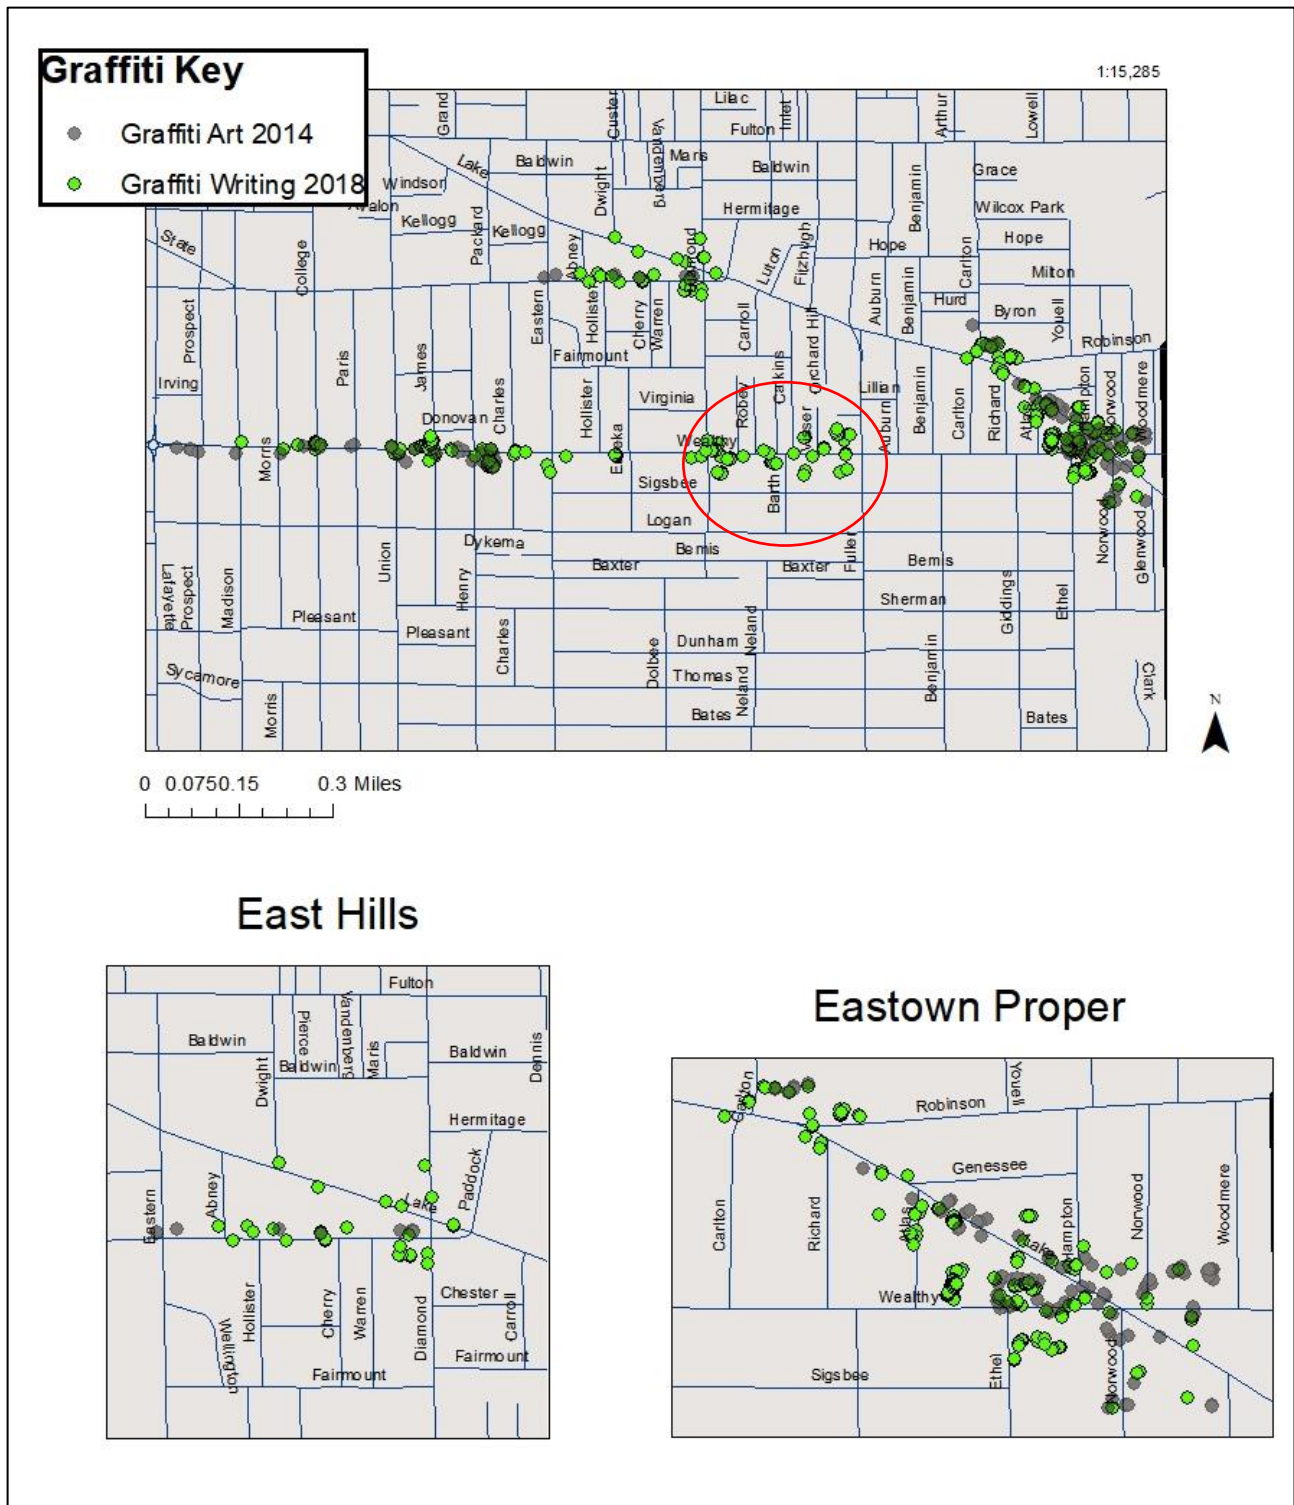 Graffiti Key
Graffiti Art 2014
Graffiti Writing 2018
1:15,285
Grand
Custer
Vandenberg
Lilac
Inlet
Fulton
Arthur
Lowell
Lake
Baldwin
Maris
Baldwin
Grace
Windsor
Dwight
Avalon
Kellogg
Packard
Kellogg
Hermitage
Benjamin
Wilcox Park
State
College
Abney
Diamond
Luton
Fitzhugh
Hope
Carlton
Hope
Milton
Prospect
Eastern
Hollister
Cherry
Warren
Carroll
Orchard Hill
Auburn
Benjamin
Hurd
Byron
Youell
Robinson
Irving
Paris
James
Fairmount
Calkins
Lillian
Donovan
Charles
Hollister
Virginia
Robey
Auburn
Benjamin
Carlton
Richard
Atlas
Hampton
Norwood
Woodmere
Morris
Eureka
Wealthy
Visser
Sigsbee
Barth
Logan
Norwood
Glenwood
Union
Dykema
Bemis
Fuller
Bemis
Baxter
Baxter
Lafayette
Prospect
Madison
Henry
Sherman
Giddings
Ethel
Pleasant
Pleasant
Charles
Dolbee
Dunham
Neland
Benjamin
Clark
Sycamore
Morris
Thomas
Neland
Bates
Bates
N
0 0.0750.15 0.3 Miles
East Hills
Fulton
Pierce
Vandenberg
Baldwin
Maris
Baldwin
Dennis
Dwight
Baldwin
Hermitage
Paddock
Eastern
Abney
Lake
Hollister
Cherry
Warren
Diamond
Chester
Carroll
Wellington
Fairmount
Fairmount
Eastown Proper
Carlton
Youell
Robinson
Genessee
Carlton
Richard
Atlas
Lake
Hampton
Norwood
Woodmere
Wealthy
Ethel
Norwood
Sigsbee